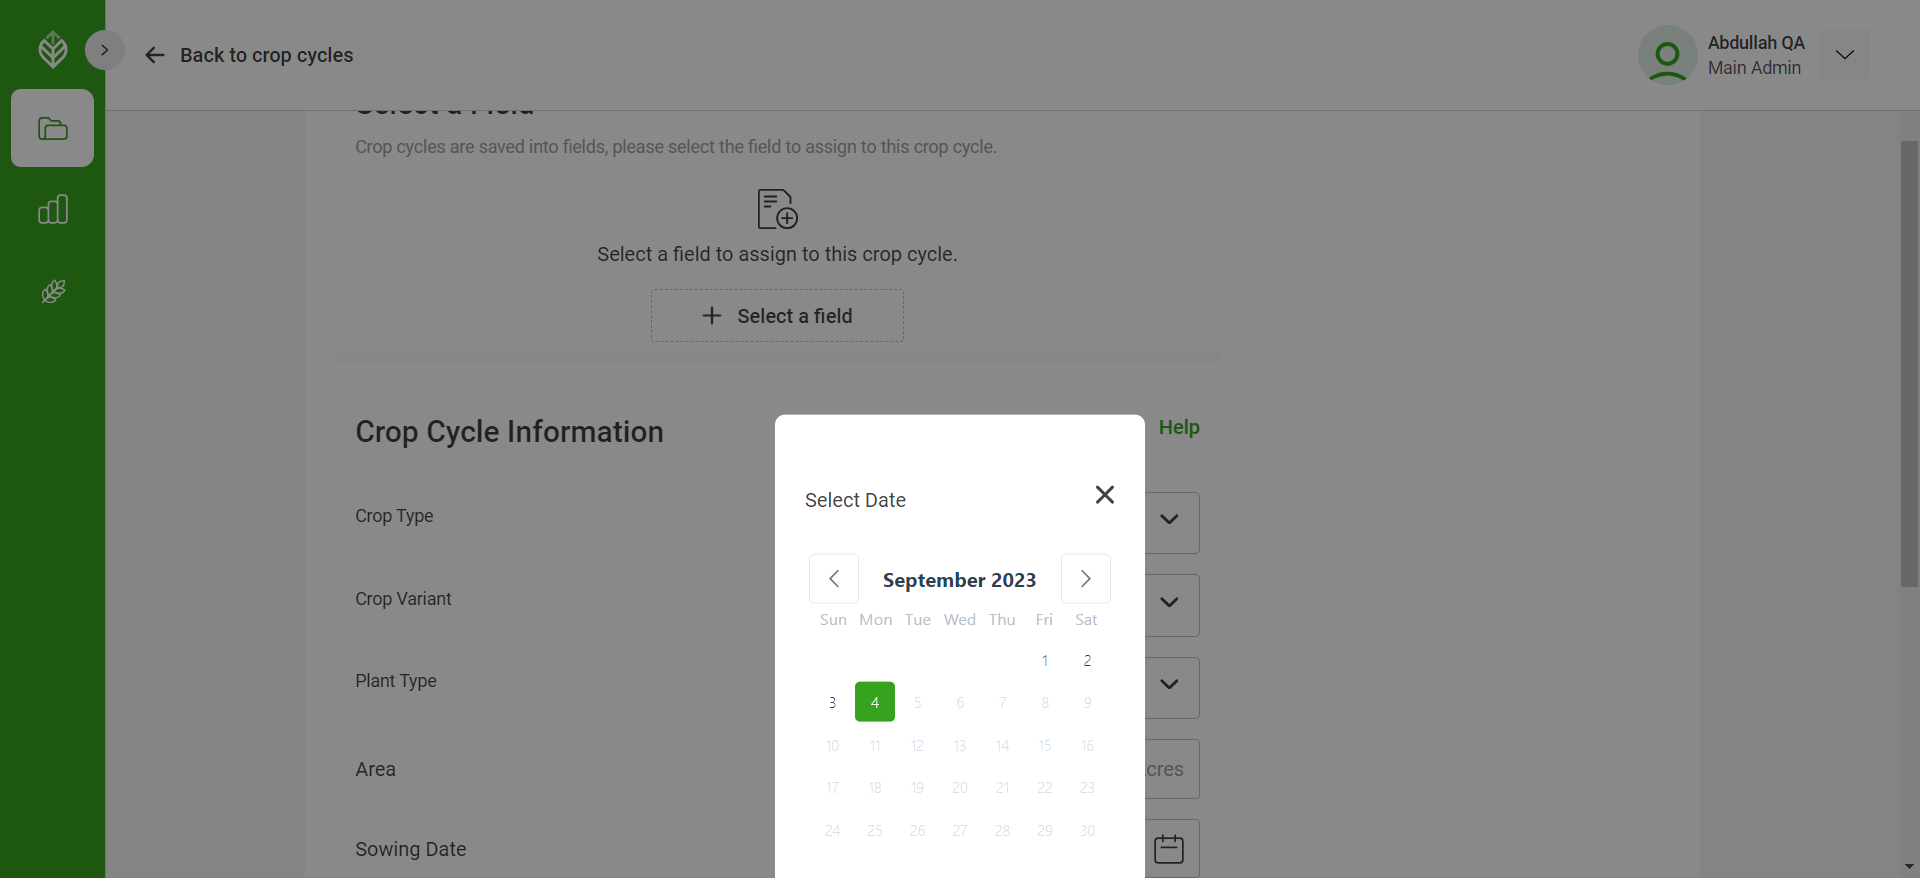 Back to crop cycles
Abdullah QA
Main Admin
Select a Field
Crop cycles are saved into fields, please select the field to assign to this crop cycle.
Select a field to assign to this crop cycle.
Select a field
Crop Cycle Information
Help
Crop Type
Crop Variant
Plant Type
Area
cres
Sowing Date
Select Date
September 2023
Sun Mon Tue Wed Thu Fri Sat
1 2
3 4 5 6 7 8 9
10 11 12 13 14 15 16
17 18 19 20 21 22 23
24 25 26 27 28 29 30